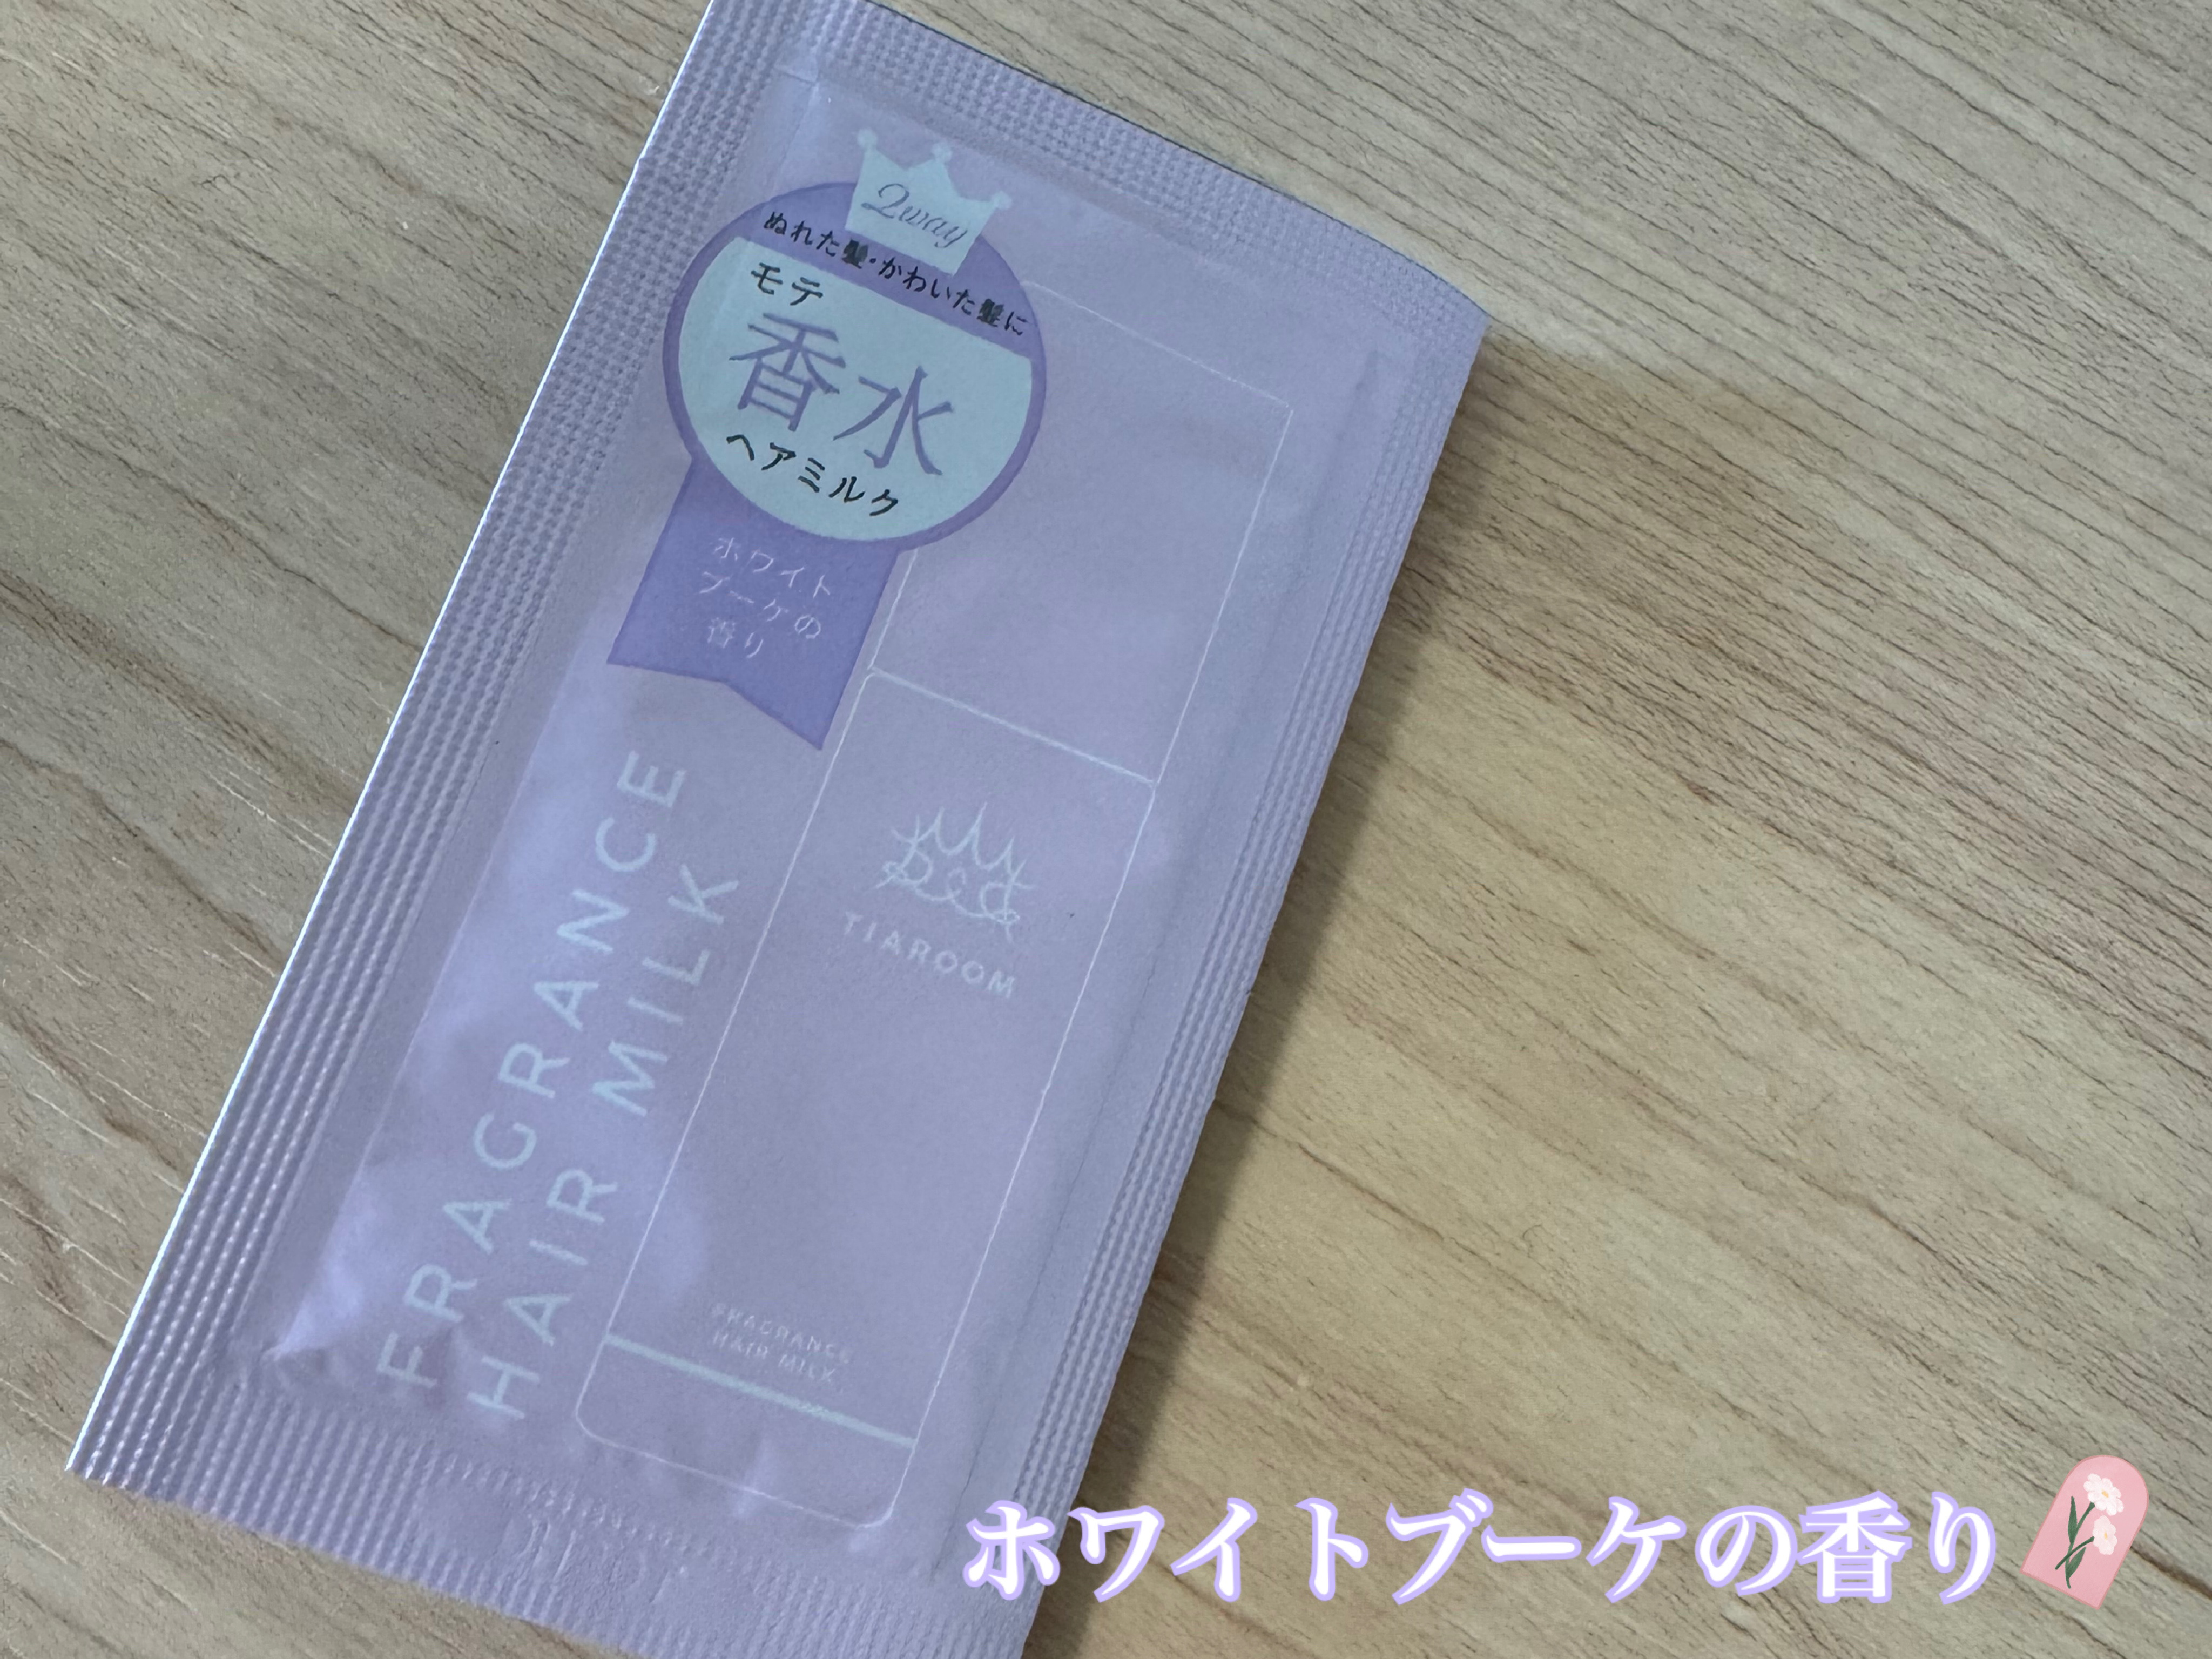 2way
ぬれた髪・かわいた髪に
モテ
香水
ヘアミルク
ホワイト
ブーケの
香り
FRAGRANCE
HAIR MILK
TIAROOM
FRAGRANCE
HAIR MILK
ホワイトブーケの香り